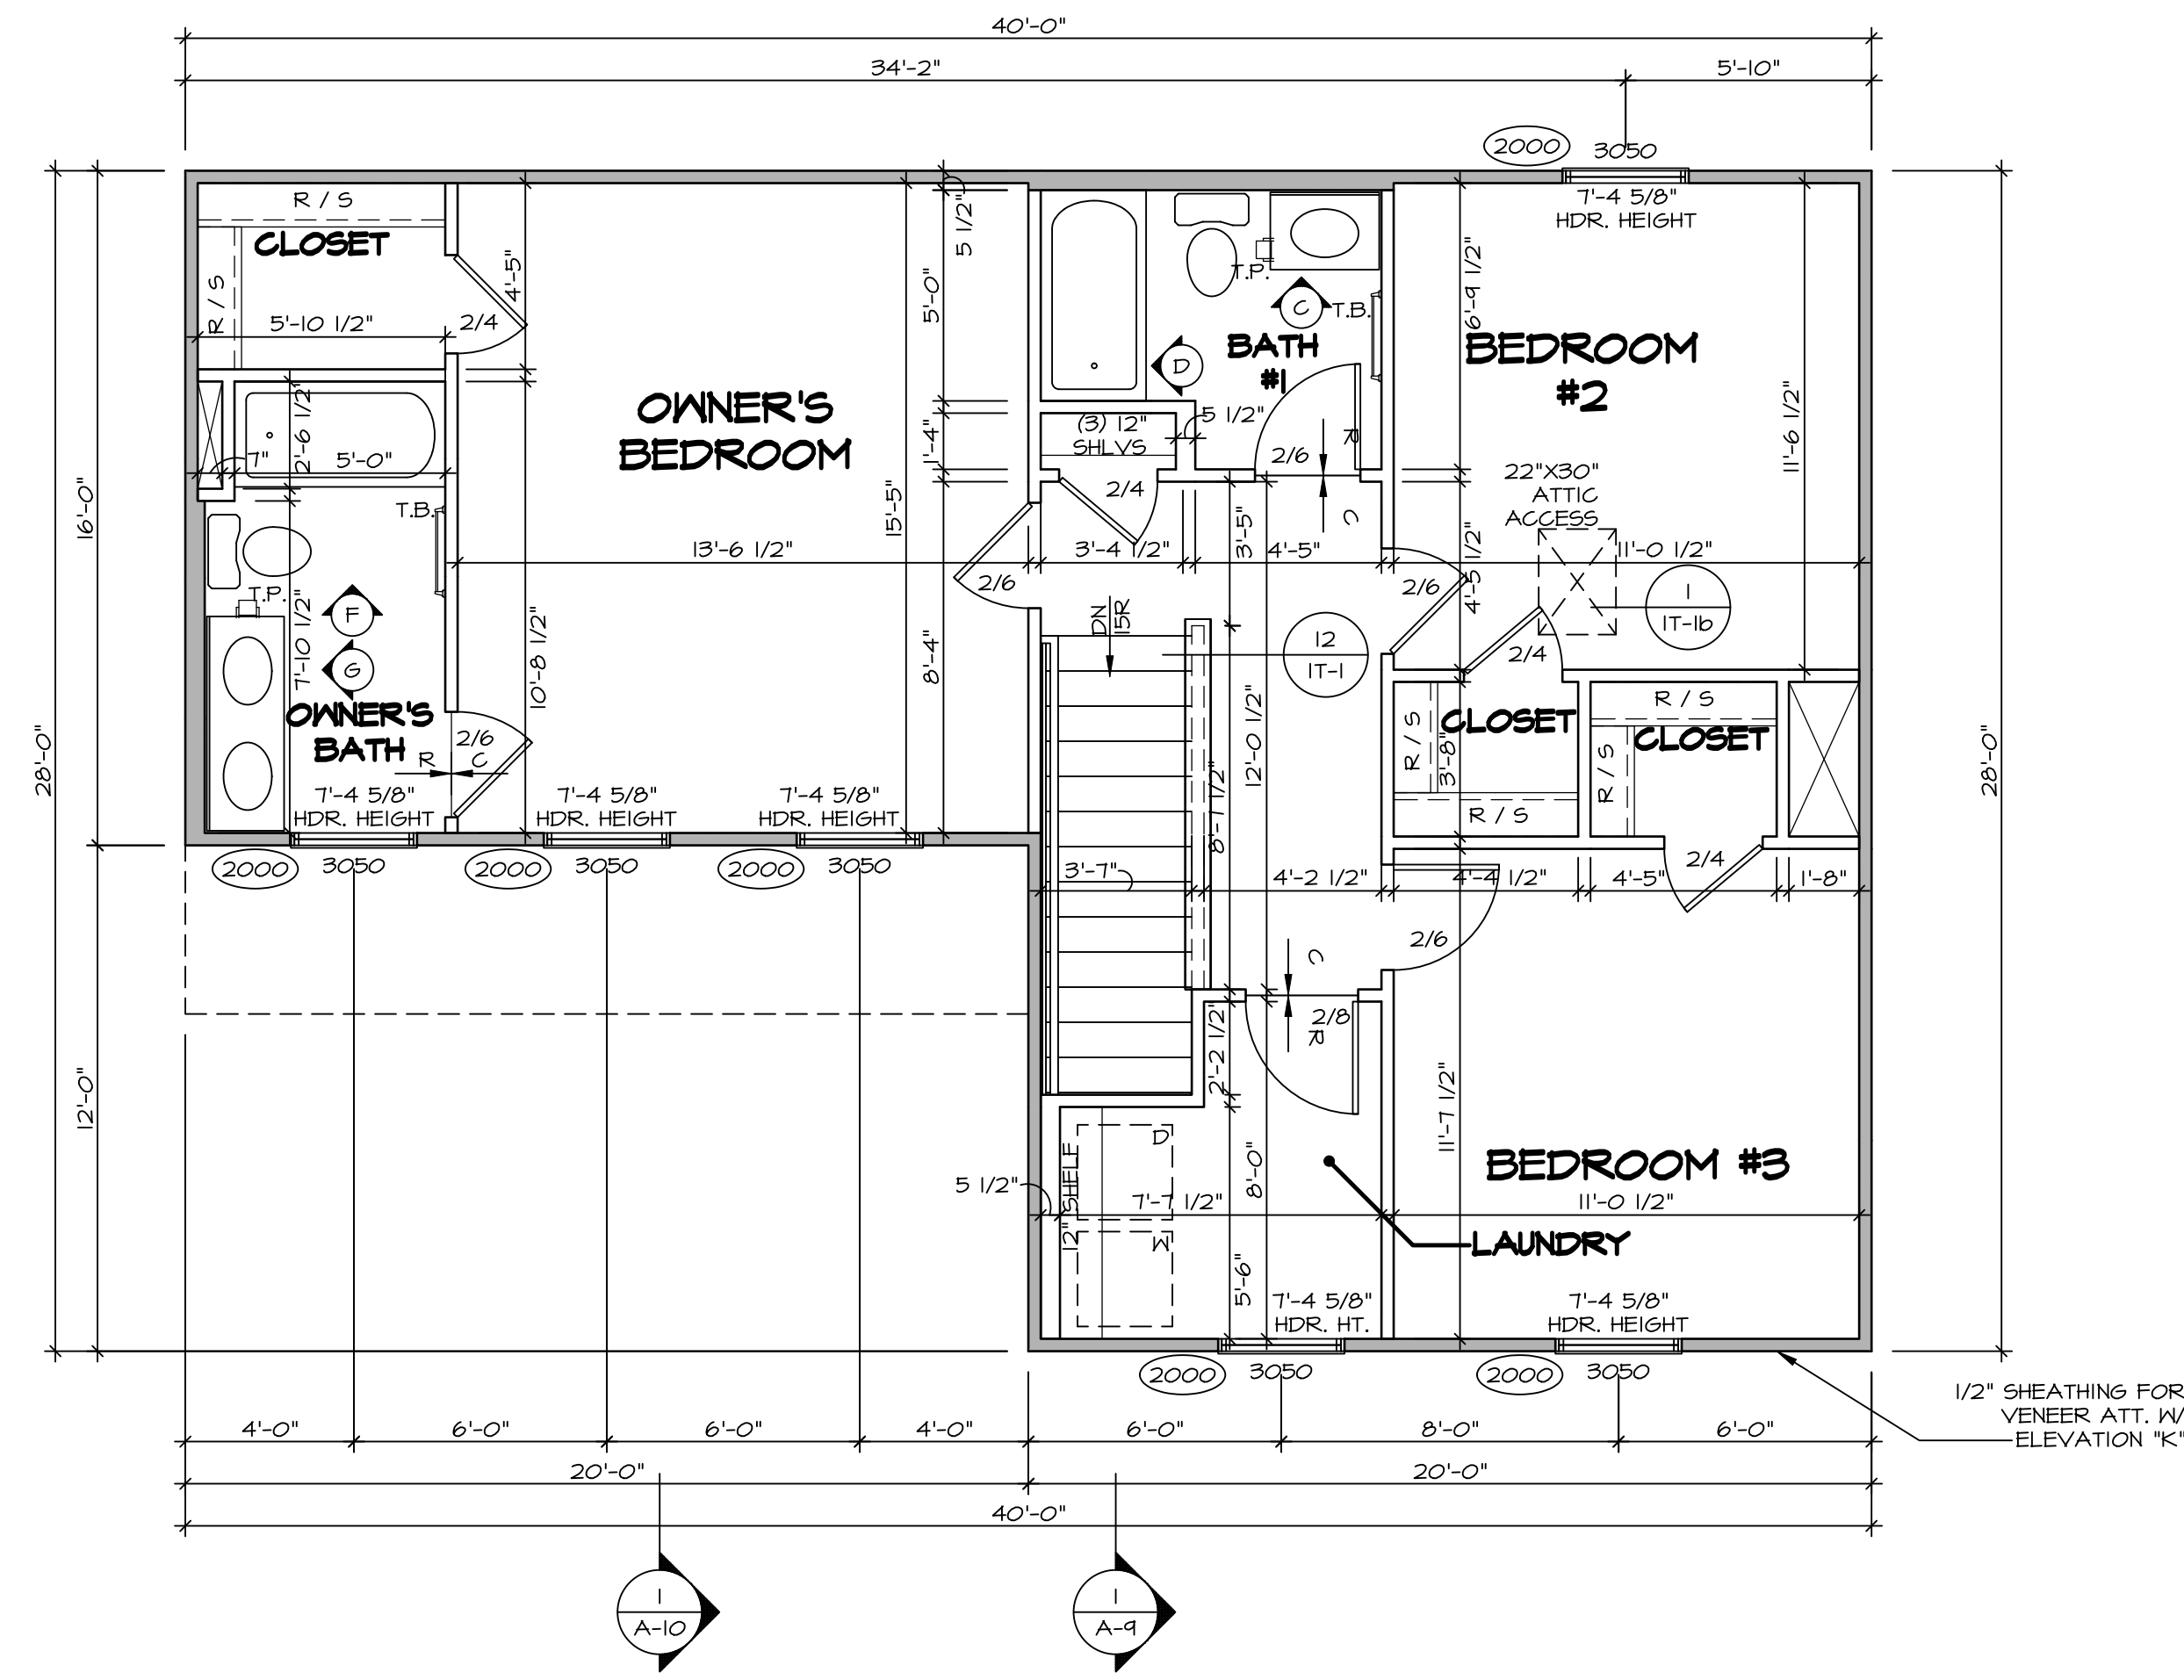 40'-0"
34'-2"
5'-10"
2000
3050
7'-4 5/8"
HDR. HEIGHT
R / S
CLOSET
R / S
5'-10 1/2"
2/4
4'-5"
5 1/2"
5'-0"
1'-4"
T.P.
C
T.B.
D
BATH
#1
6'-9 1/2"
BEDROOM
#2
11'-6 1/2"
OWNER'S
BEDROOM
(3) 12"
SHLVS
5 1/2"
2/6
R
C
2/4
22"X30"
ATTIC
ACCESS
7"
2'-6 1/2"
5'-0"
T.B.
16'-0"
15'-5"
13'-6 1/2"
3'-4 1/2"
3'-5"
4'-5"
4'-5 1/2"
11'-0 1/2"
2/6
2/6
X
1
IT-1b
T.P.
F
G
7'-10 1/2"
10'-8 1/2"
8'-4"
DN
15R
12
IT-1
2/4
OWNER'S
BATH
2/6
R
C
12'-0 1/2"
8'-7 1/2"
R / S
CLOSET
3'-8"
R / S
R / S
CLOSET
R / S
28'-0"
28'-0"
7'-4 5/8"
HDR. HEIGHT
7'-4 5/8"
HDR. HEIGHT
7'-4 5/8"
HDR. HEIGHT
2000
3050
2000
3050
2000
3050
3'-7"
4'-2 1/2"
4'-4 1/2"
4'-5"
2/4
1'-8"
2/6
C
2/8
R
2'-2 1/2"
12'-0"
11'-7 1/2"
D
12" SHELF
W
5 1/2"
7'-7 1/2"
8'-0"
BEDROOM #3
11'-0 1/2"
LAUNDRY
5'-6"
7'-4 5/8"
HDR. HT.
7'-4 5/8"
HDR. HEIGHT
2000
3050
2000
3050
1/2" SHEATHING FOR
VENEER ATT. W/
ELEVATION "K"
4'-0"
6'-0"
6'-0"
4'-0"
6'-0"
8'-0"
6'-0"
20'-0"
20'-0"
40'-0"
1
A-10
1
A-9